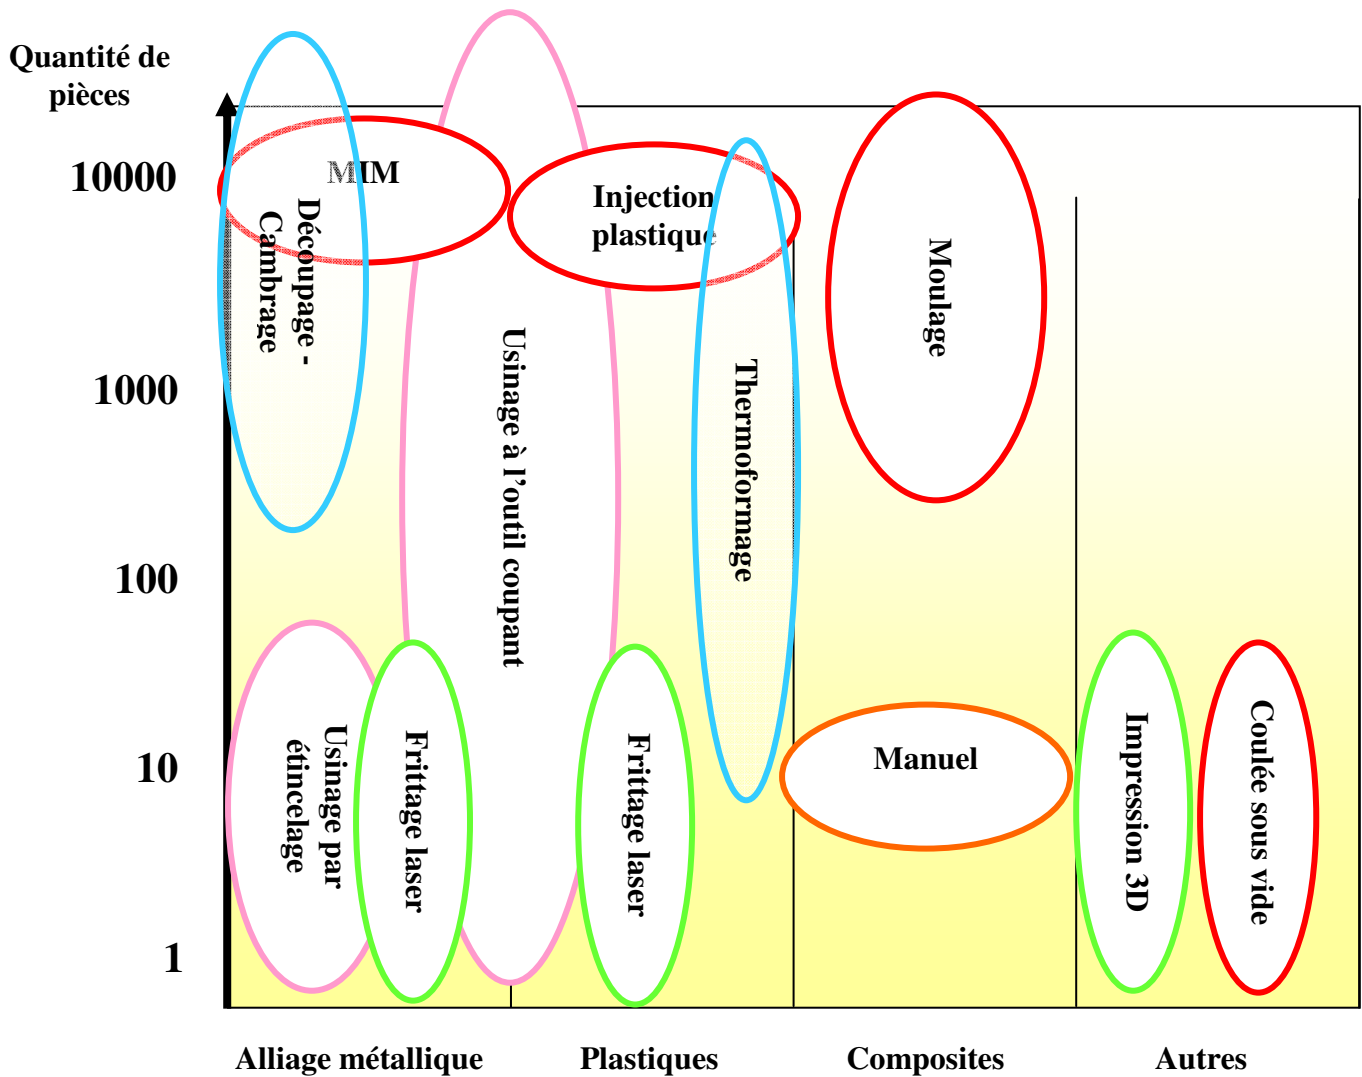 Quantité de
pièces
10000
1000
100
10
1
MIM
Découpage -
Cambrage
Usinage à l'outil coupant
Injection
plastique
Thermoformage
Moulage
Usinage par
étincelage
Frittage laser
Frittage laser
Manuel
Impression 3D
Coulée sous vide
Alliage métallique
Plastiques
Composites
Autres